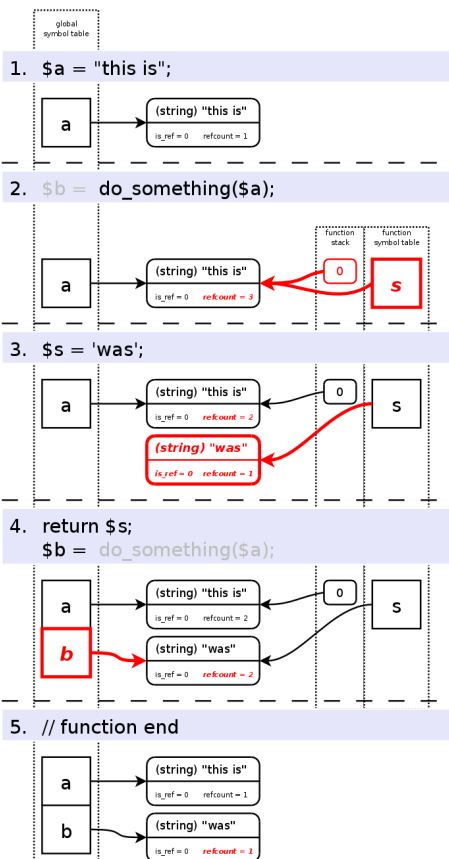 global
symbol table
1. $a = "this is";
a
(string) "this is"
is_ref = 0 refcount = 1
2. $b = do_something($a);
function
stack
function
symbol table
a
(string) "this is"
is_ref = 0 refcount = 3
0
s
3. $s = 'was';
a
(string) "this is"
is_ref = 0 refcount = 2
0
s
(string) "was"
is_ref = 0 refcount = 1
4. return $s;
$b = do_something($a);
a
(string) "this is"
is_ref = 0 refcount = 2
0
s
b
(string) "was"
is_ref = 0 refcount = 2
5. // function end
a
(string) "this is"
is_ref = 0 refcount = 1
b
(string) "was"
is_ref = 0 refcount = 1